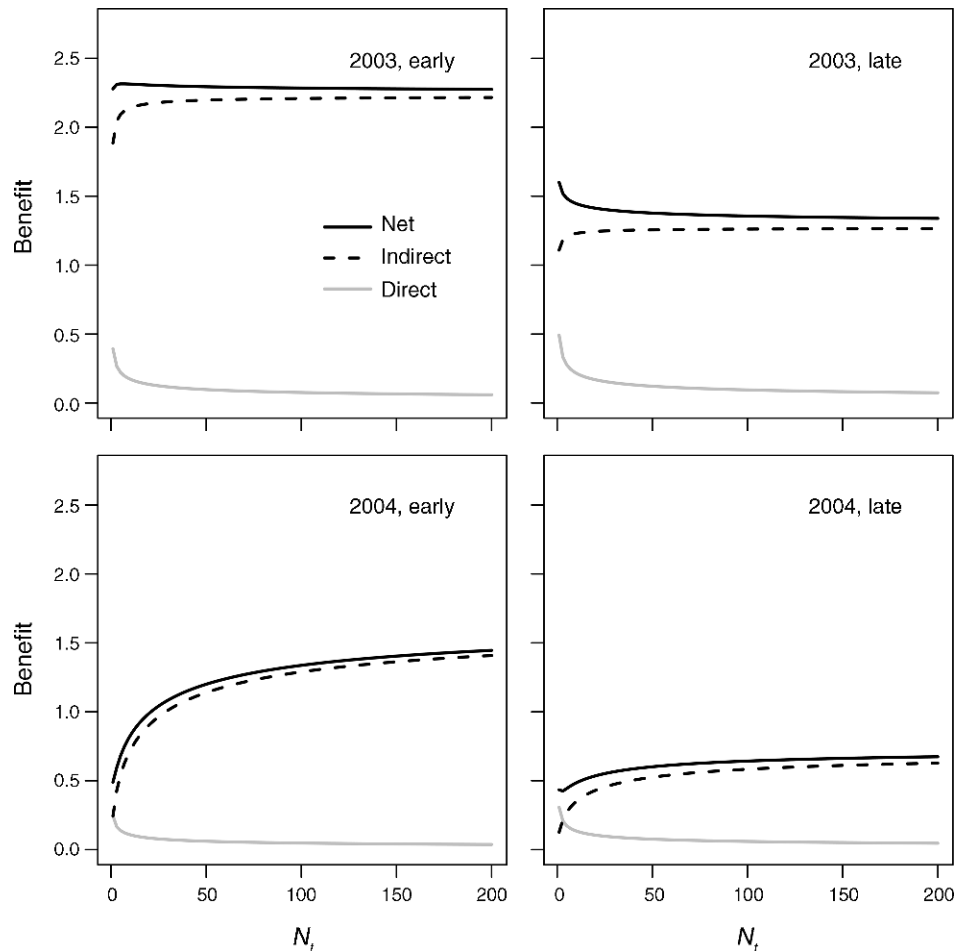 2003, early
2003, late
2.5
2.0
1.5
1.0
0.5
0.0
Benefit
Net
Indirect
Direct
2004, early
2004, late
2.5
2.0
1.5
1.0
0.5
0.0
Benefit
0 50 100 150 200
0 50 100 150 200
Nt
Nt